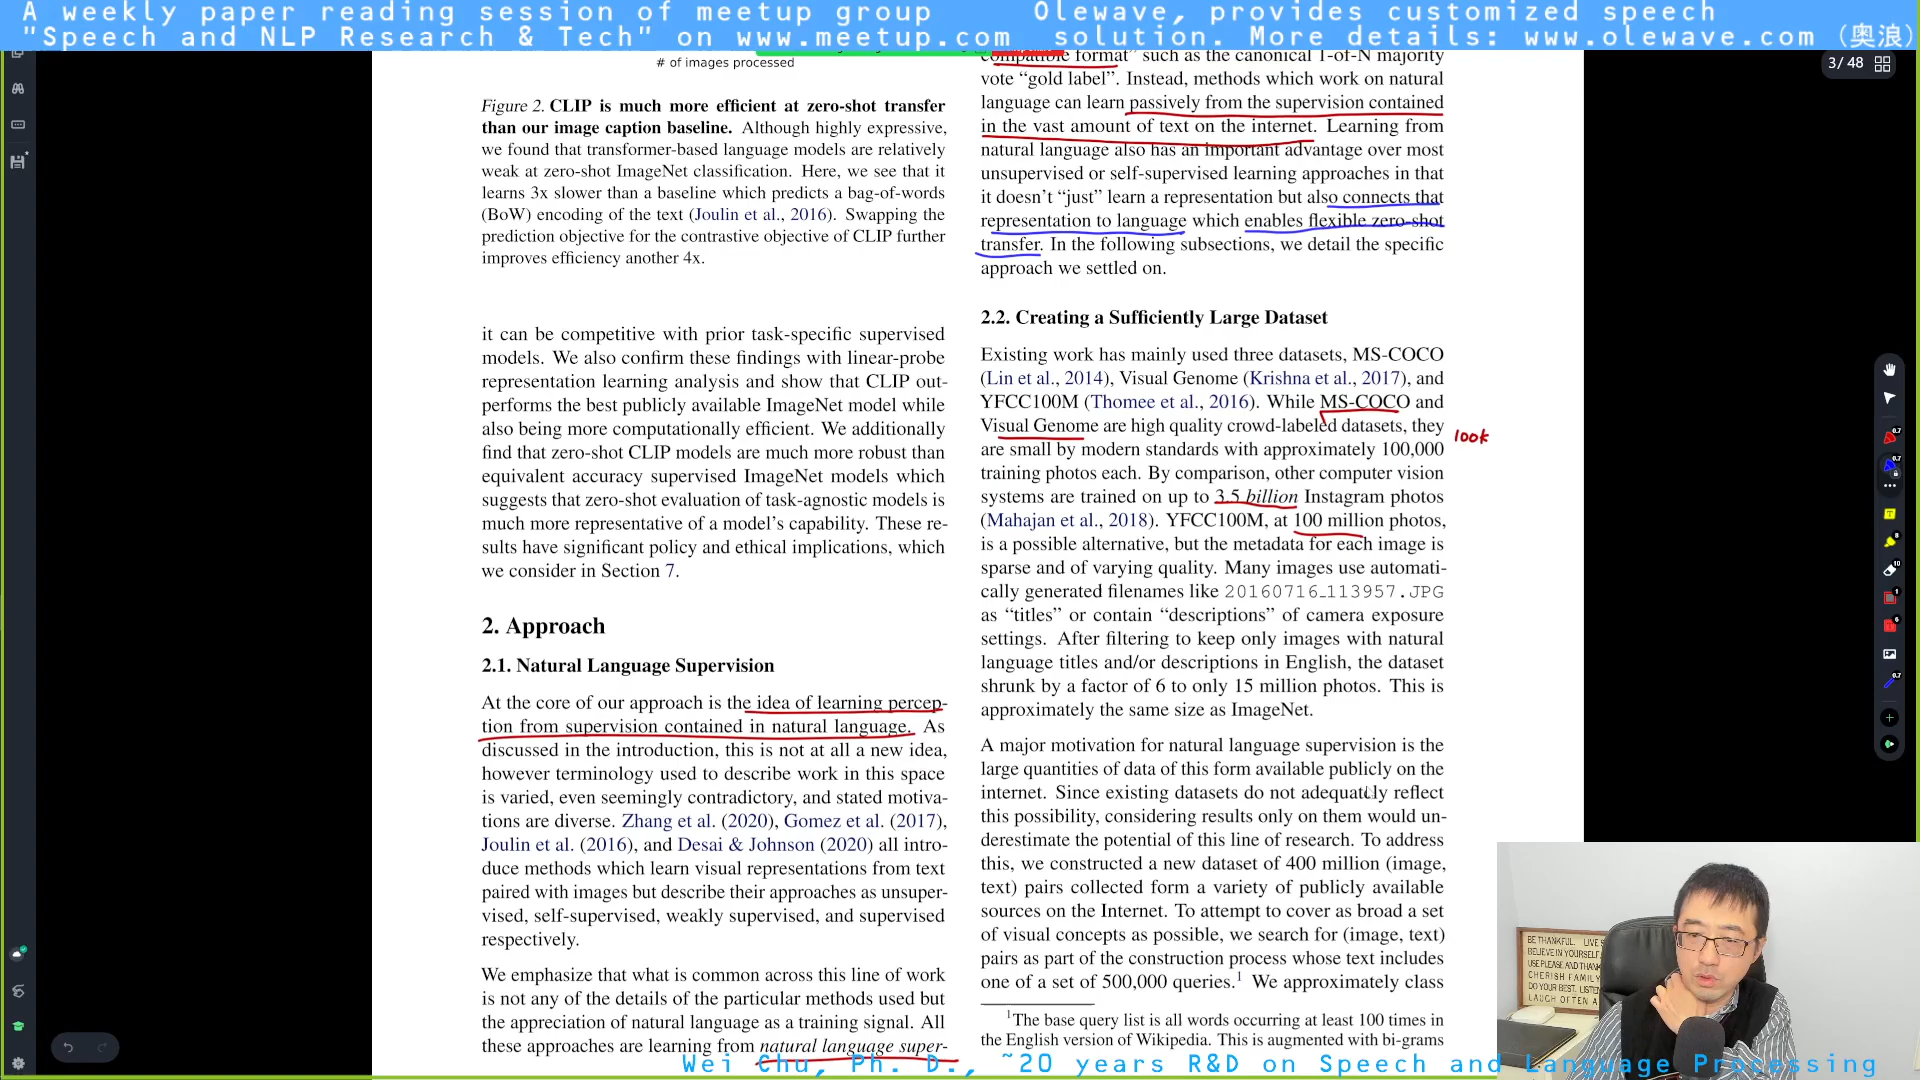 A weekly paper reading session of meetup group
"Speech and NLP Research & Tech" on www.meetup.com
Olewave, provides customized speech
solution. More details: www.olewave.com (奥浪)
3/ 48
# of images processed
Figure 2. CLIP is much more efficient at zero-shot transfer
than our image caption baseline. Although highly expressive,
we found that transformer-based language models are relatively
weak at zero-shot ImageNet classification. Here, we see that it
learns 3x slower than a baseline which predicts a bag-of-words
(BoW) encoding of the text (Joulin et al., 2016). Swapping the
prediction objective for the contrastive objective of CLIP further
improves efficiency another 4x.
it can be competitive with prior task-specific supervised
models. We also confirm these findings with linear-probe
representation learning analysis and show that CLIP out-
performs the best publicly available ImageNet model while
also being more computationally efficient. We additionally
find that zero-shot CLIP models are much more robust than
equivalent accuracy supervised ImageNet models which
suggests that zero-shot evaluation of task-agnostic models is
much more representative of a model's capability. These re-
sults have significant policy and ethical implications, which
we consider in Section 7.
2. Approach
2.1. Natural Language Supervision
At the core of our approach is the idea of learning percep-
tion from supervision contained in natural language. As
discussed in the introduction, this is not at all a new idea,
however terminology used to describe work in this space
is varied, even seemingly contradictory, and stated motiva-
tions are diverse. Zhang et al. (2020), Gomez et al. (2017),
Joulin et al. (2016), and Desai & Johnson (2020) all intro-
duce methods which learn visual representations from text
paired with images but describe their approaches as unsuper-
vised, self-supervised, weakly supervised, and supervised
respectively.
We emphasize that what is common across this line of work
is not any of the details of the particular methods used but
the appreciation of natural language as a training signal. All
these approaches are learning from natural language super-
compatible format" such as the canonical 1-of-N majority
vote "gold label". Instead, methods which work on natural
language can learn passively from the supervision contained
in the vast amount of text on the internet. Learning from
natural language also has an important advantage over most
unsupervised or self-supervised learning approaches in that
it doesn't "just" learn a representation but also connects that
representation to language which enables flexible zero-shot
transfer. In the following subsections, we detail the specific
approach we settled on.
2.2. Creating a Sufficiently Large Dataset
Existing work has mainly used three datasets, MS-COCO
(Lin et al., 2014), Visual Genome (Krishna et al., 2017), and
YFCC100M (Thomee et al., 2016). While MS-COCO and
Visual Genome are high quality crowd-labeled datasets, they
100k
are small by modern standards with approximately 100,000
training photos each. By comparison, other computer vision
systems are trained on up to 3.5 billion Instagram photos
(Mahajan et al., 2018). YFCC100M, at 100 million photos,
is a possible alternative, but the metadata for each image is
sparse and of varying quality. Many images use automati-
cally generated filenames like 20160716_113957.JPG
as "titles" or contain "descriptions" of camera exposure
settings. After filtering to keep only images with natural
language titles and/or descriptions in English, the dataset
shrunk by a factor of 6 to only 15 million photos. This is
approximately the same size as ImageNet.
A major motivation for natural language supervision is the
large quantities of data of this form available publicly on the
internet. Since existing datasets do not adequately reflect
this possibility, considering results only on them would un-
derestimate the potential of this line of research. To address
this, we constructed a new dataset of 400 million (image,
text) pairs collected form a variety of publicly available
sources on the Internet. To attempt to cover as broad a set
of visual concepts as possible, we search for (image, text)
pairs as part of the construction process whose text includes
one of a set of 500,000 queries.1 We approximately class
1The base query list is all words occurring at least 100 times in
the English version of Wikipedia. This is augmented with bi-grams
BE THANKFUL. LIVE
BELIEVE IN YOURSELF
USE PLEASE AND THAN
CHERISH FAMILY
DO YOUR BEST. LISTE
LAUGH OFTEN
Wei Chu, Ph. D., ~20 years R&D on Speech and Language Processing